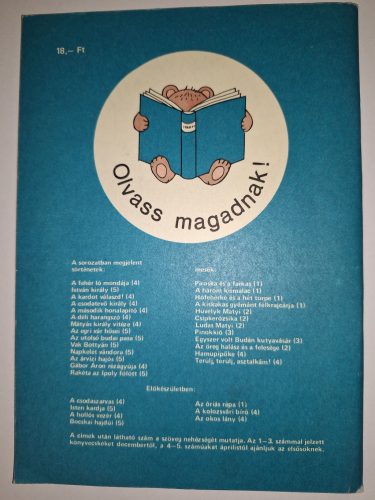 18,– Ft
Olvass magadnak!
A sorozatban megjelent
történetek:
A fehér ló mondája (4)
István király (5)
A kardot válaszd! (4)
A csodatevő király (4)
A második honalapító (4)
A déli harangszó (4)
Mátyás király vitéze (4)
Az egri vár hősei (5)
Az utolsó budai pasa (5)
Vak Bottyán (5)
Napkelet vándora (5)
Az árvízi hajós (5)
Gábor Áron rézágyúja (4)
Rakéta az Ipoly fölött (5)
mesék:
Piroska és a farkas (1)
A három kismalac (1)
Hófehérke és a hét törpe (1)
A kiskakas gyémánt félkrajcárja (1)
Hüvelyk Matyi (2)
Csipkerózsika (2)
Ludas Matyi (2)
Pinokkió (3)
Egyszer volt Budán kutyavásár (3)
Az öreg halász és a felesége (2)
Hamupipőke (4)
Terülj, terülj, asztalkám! (4)
Előkészületben:
A csodaszarvas (4)
Isten kardja (5)
A hollós vezér (4)
Bocskai hajdúi (5)
Az óriás répa (1)
A kolozsvári bíró (4)
Az okos lány (4)
A címek után látható szám a szöveg nehézségét mutatja. Az 1–3. számmal jelzett
könyvecskéket decembertől, a 4–5. számúakat áprilistól ajánljuk az elsősöknek.